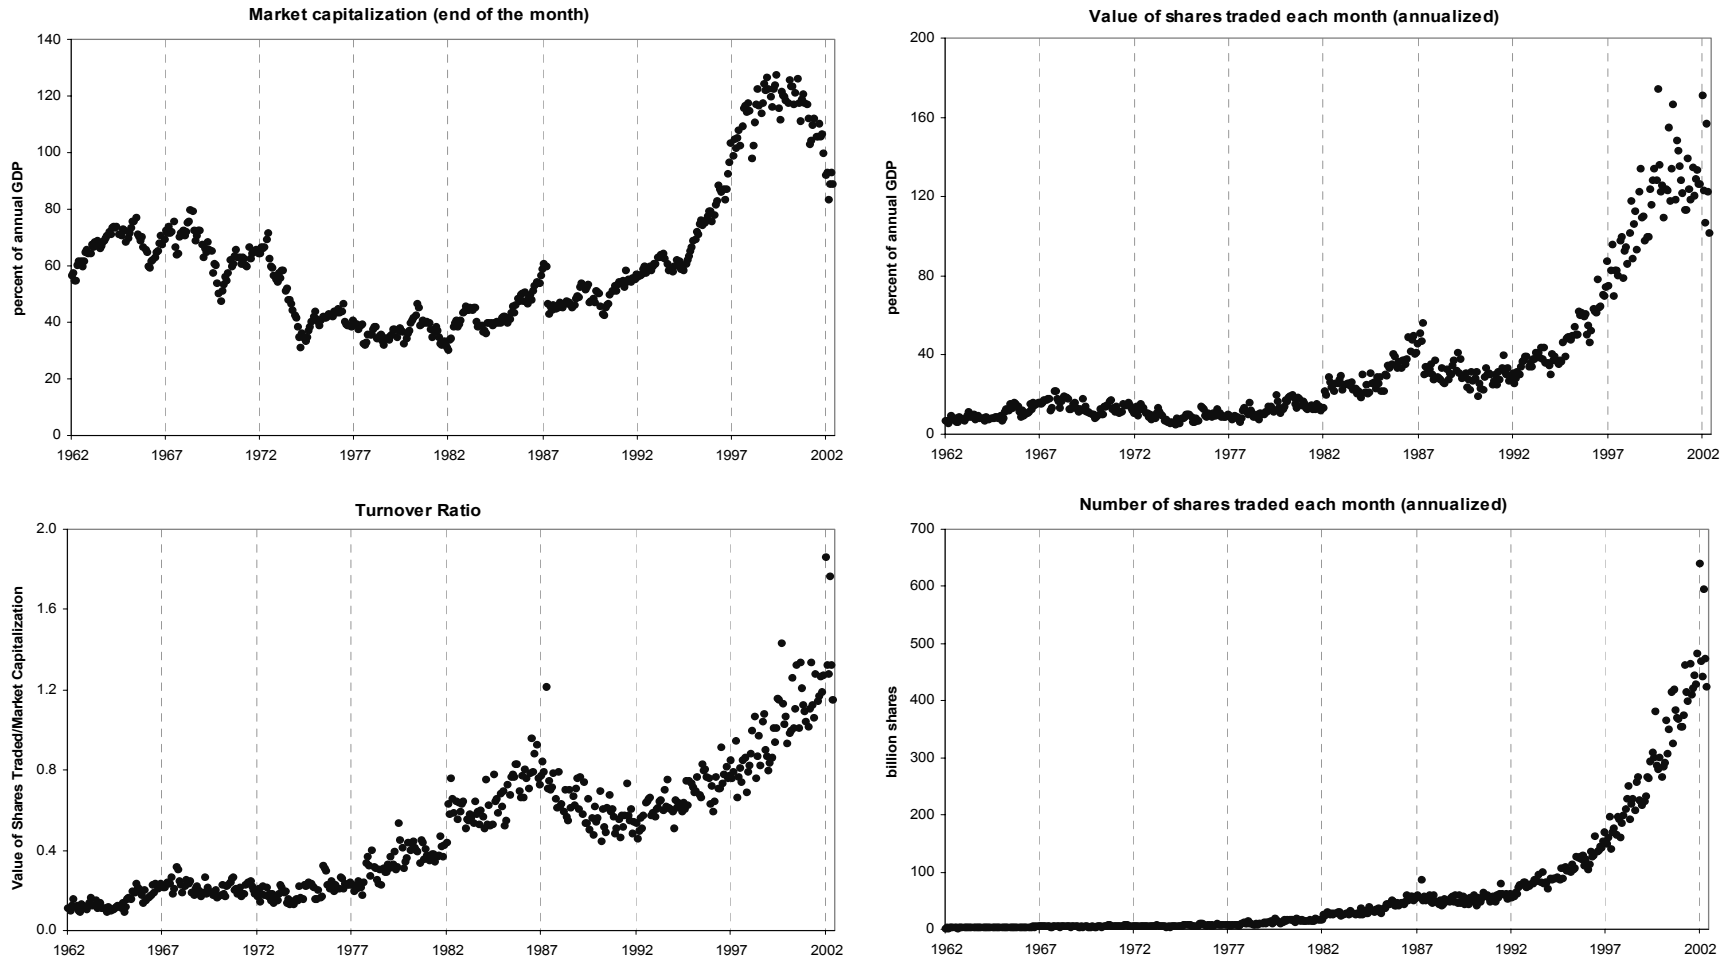 Market capitalization (end of the month)
percent of annual GDP
140
120
100
80
60
40
20
0
1962 1967 1972 1977 1982 1987 1992 1997 2002
Value of shares traded each month (annualized)
percent of annual GDP
200
160
120
80
40
0
1962 1967 1972 1977 1982 1987 1992 1997 2002
Turnover Ratio
Value of Shares Traded/Market Capitalization
2.0
1.6
1.2
0.8
0.4
0.0
1962 1967 1972 1977 1982 1987 1992 1997 2002
Number of shares traded each month (annualized)
billion shares
700
600
500
400
300
200
100
0
1962 1967 1972 1977 1982 1987 1992 1997 2002